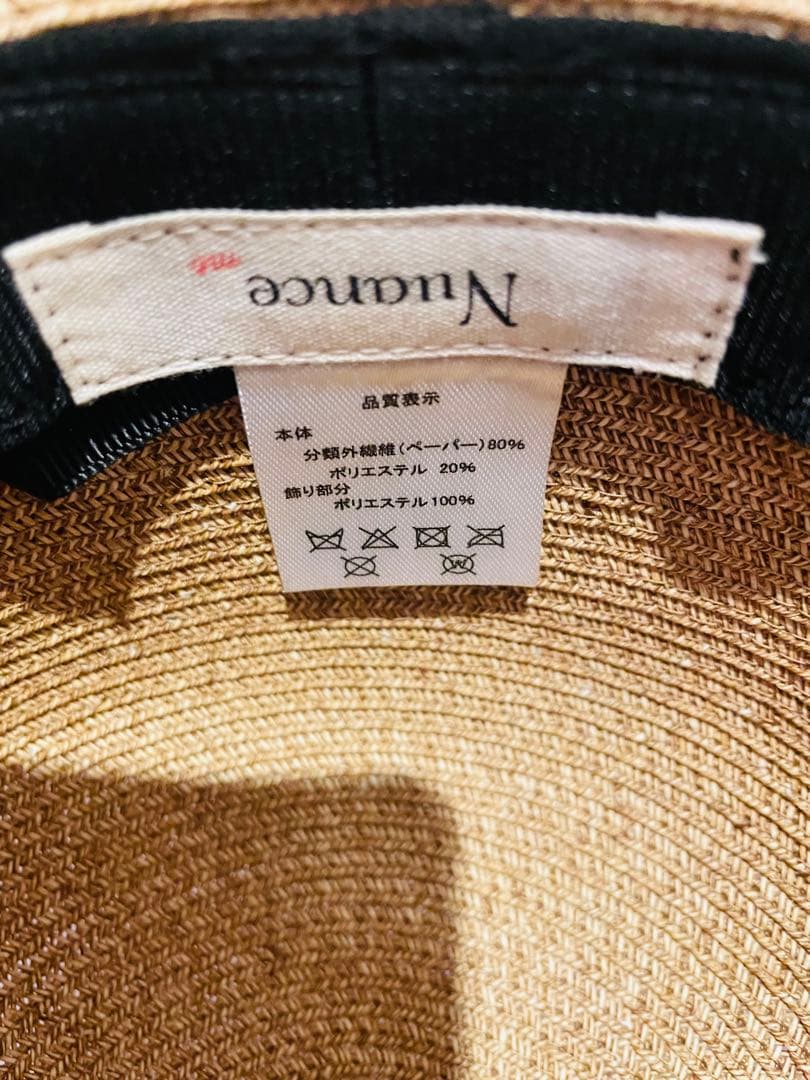 Nuance
品質表示
本体
分類外繊維(ペーパー)80%
ポリエステル 20%
飾り部分
ポリエステル100%